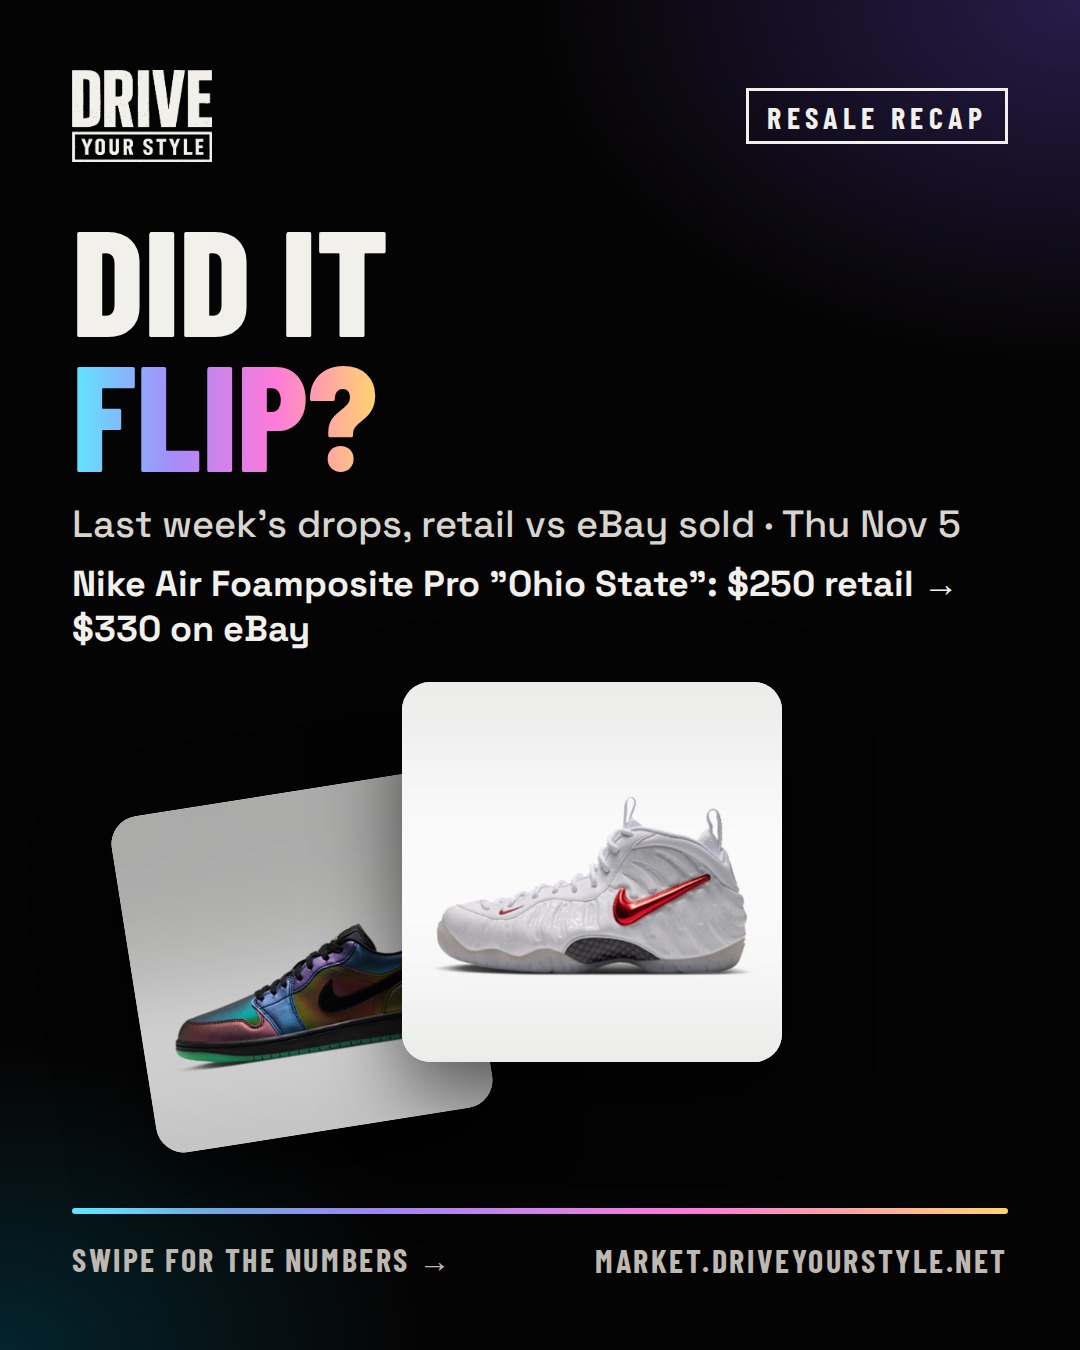 DRIVE
YOUR STYLE
RESALE RECAP
DID IT
FLIP?
Last week’s drops, retail vs eBay sold · Thu Nov 5
Nike Air Foamposite Pro ”Ohio State”: $250 retail →
$330 on eBay
SWIPE FOR THE NUMBERS →
MARKET.DRIVEYOURSTYLE.NET